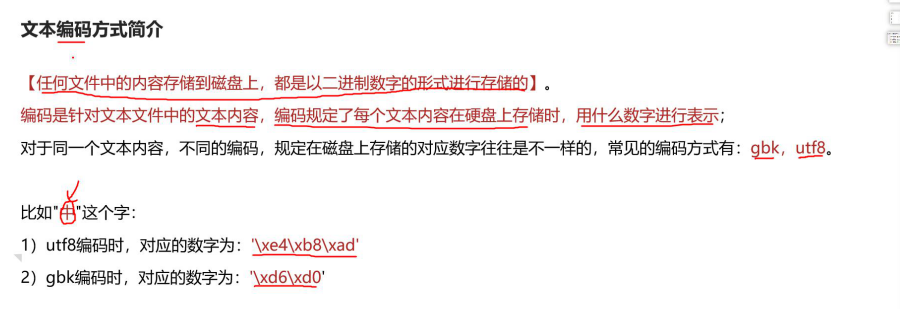 文本编码方式简介
【任何文件中的内容存储到磁盘上，都是以二进制数字的形式进行存储的】。
编码是针对文本文件中的文本内容，编码规定了每个文本内容在硬盘上存储时，用什么数字进行表示；
对于同一个文本内容，不同的编码，规定在磁盘上存储的对应数字往往是不一样的，常见的编码方式有：gbk，utf8。
比如"中"这个字：
1）utf8编码时，对应的数字为：'\xe4\xb8\xad'
2）gbk编码时，对应的数字为：'\xd6\xd0'